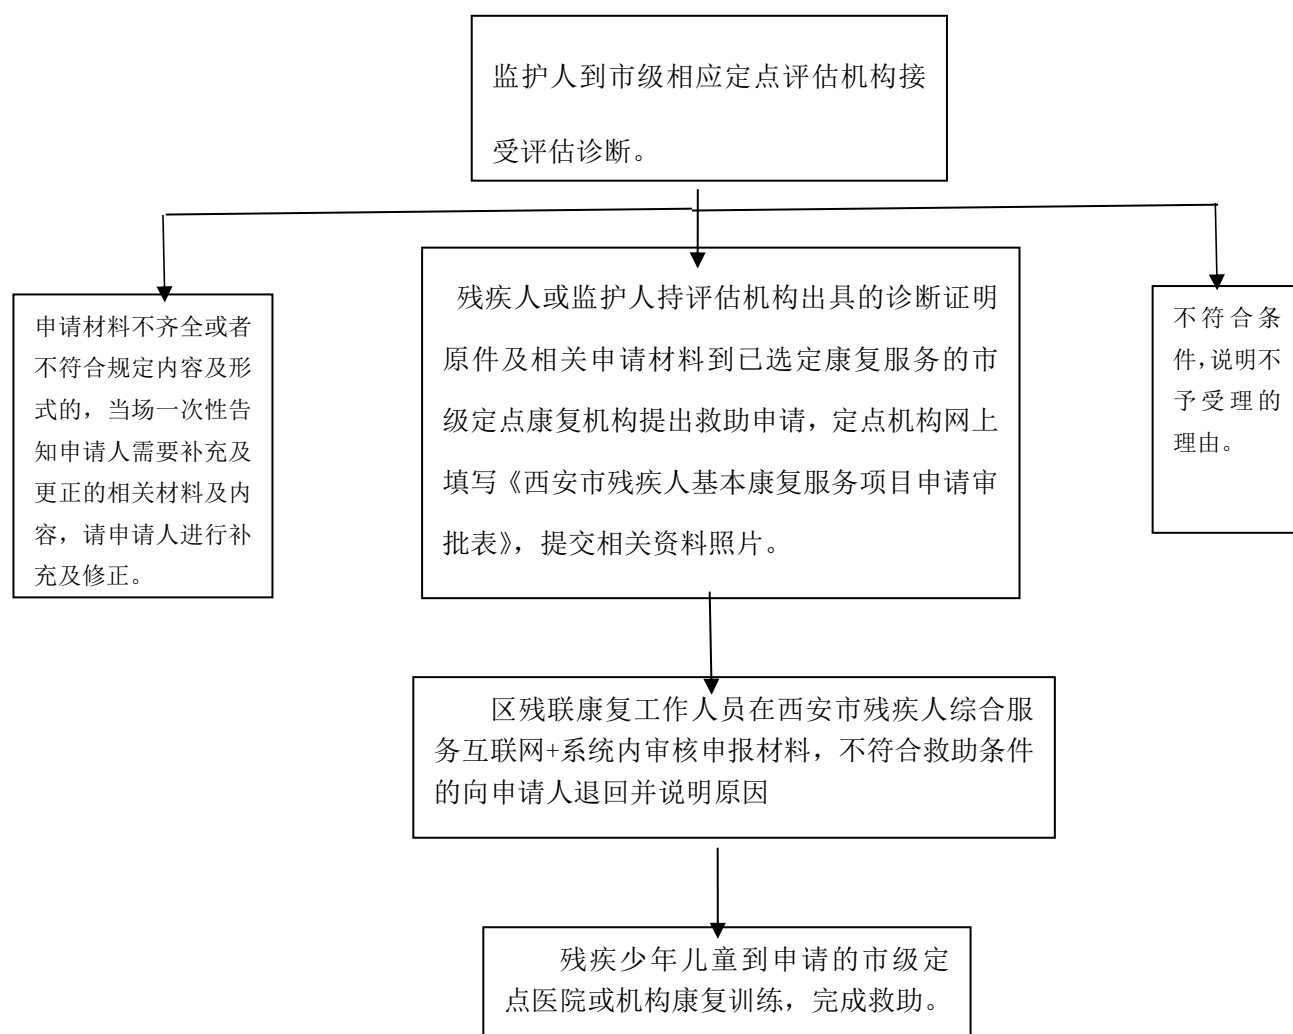 监护人到市级相应定点评估机构接
受评估诊断。
申请材料不齐全或者
不符合规定内容及形
式的，当场一次性告
知申请人需要补充及
更正的相关材料及内
容，请申请人进行补
充及修正。
残疾人或监护人持评估机构出具的诊断证明
原件及相关申请材料到已选定康复服务的市
级定点康复机构提出救助申请，定点机构网上
填写《西安市残疾人基本康复服务项目申请审
批表》，提交相关资料照片。
不符合条
件，说明不
予受理的
理由。
区残联康复工作人员在西安市残疾人综合服
务互联网+系统内审核申报材料，不符合救助条件
的向申请人退回并说明原因
残疾少年儿童到申请的市级定
点医院或机构康复训练，完成救助。